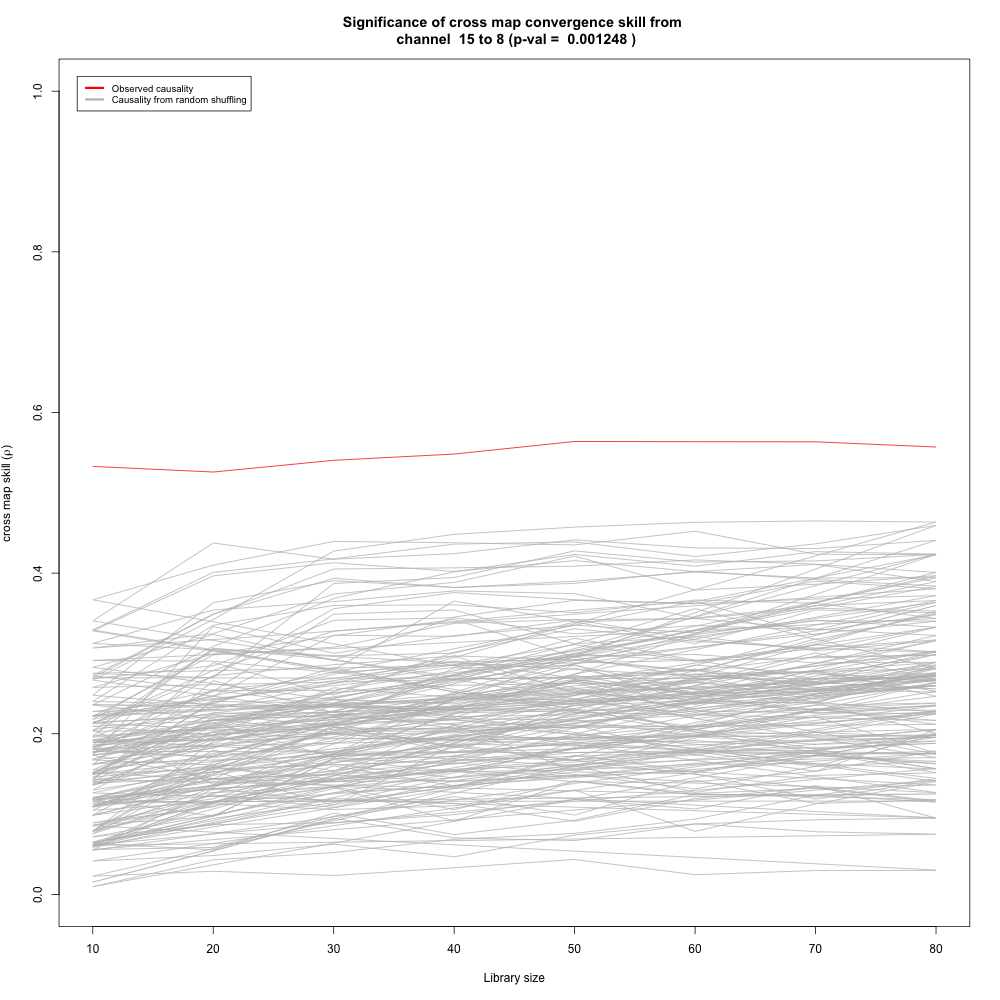 Significance of cross map convergence skill from
channel  15 to 8 (p-val =  0.001248 )
Observed causality
Causality from random shuffling
1.0
0.8
0.6
0.4
0.2
0.0
cross map skill (ρ)
10 20 30 40 50 60 70 80
Library size